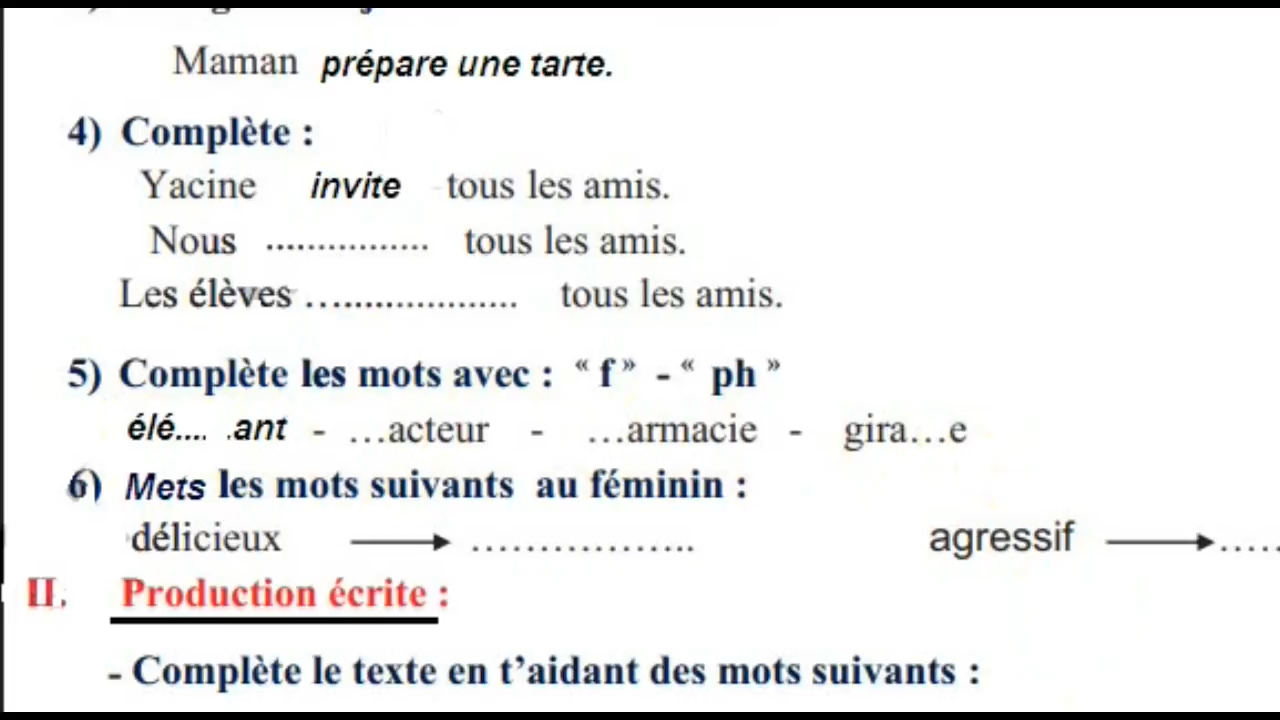 Maman prépare une tarte.
4) Complète :
Yacine invite tous les amis.
Nous ................ tous les amis.
Les élèves ...................... tous les amis.
5) Complète les mots avec : “ f ” - “ ph ”
élé.... .ant - ...acteur - ...armacie - gira...e
6) Mets les mots suivants au féminin :
délicieux ⟶ .................... agressif ⟶ .....
II. Production écrite :
- Complète le texte en t’aidant des mots suivants :